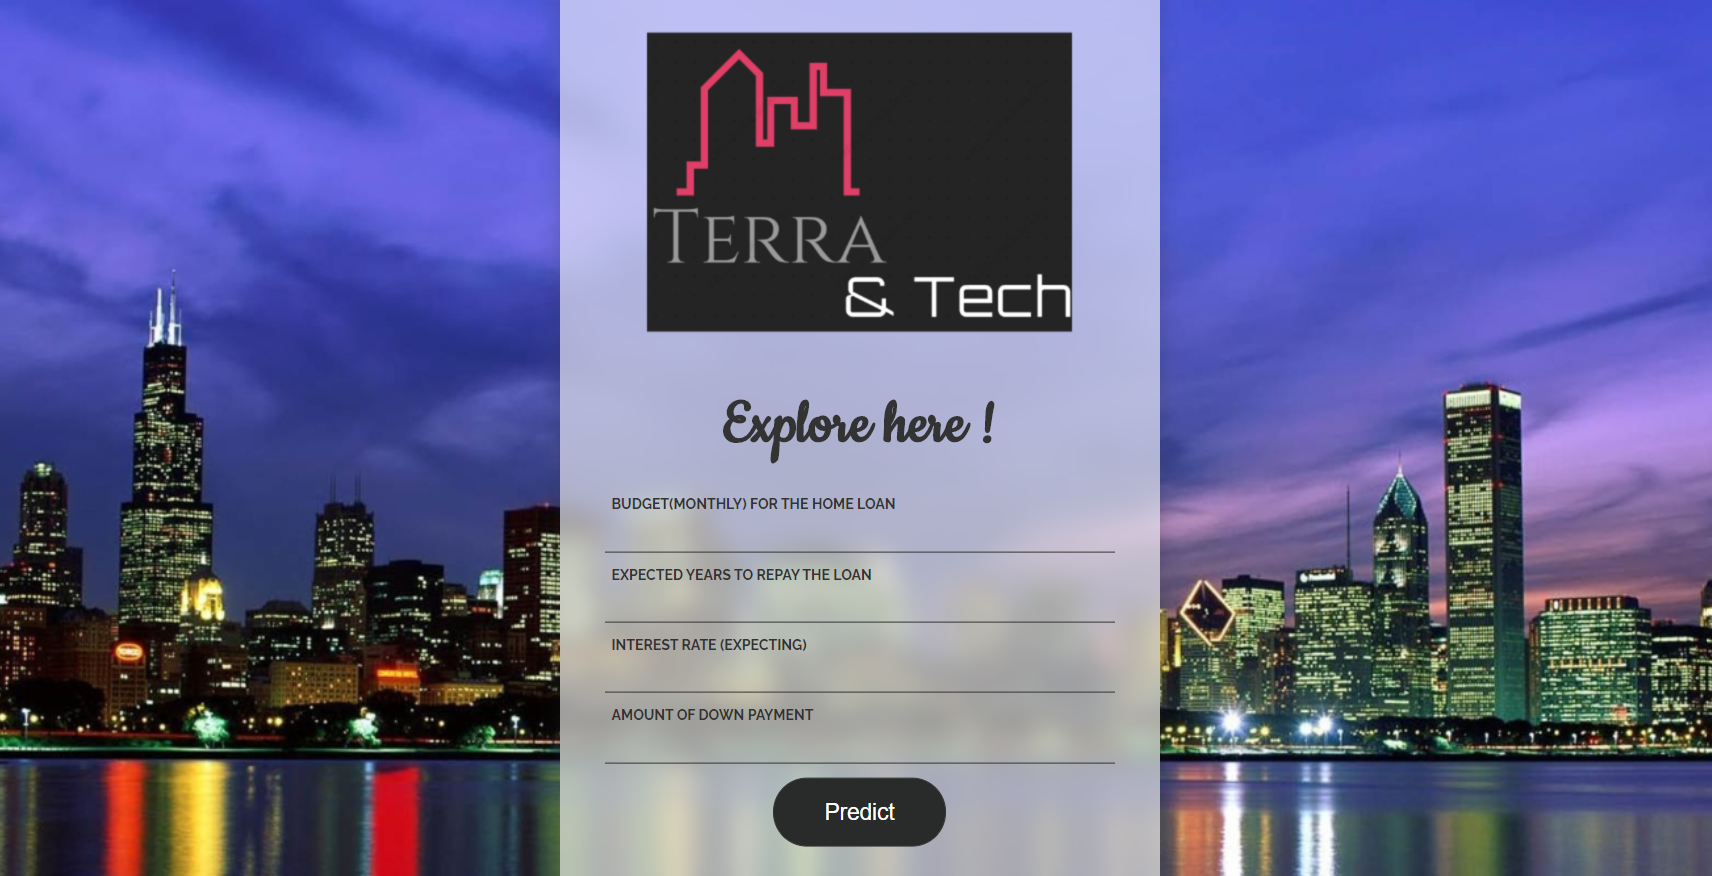 TERRA
& Tech
Explore here !
BUDGET(MONTHLY) FOR THE HOME LOAN
EXPECTED YEARS TO REPAY THE LOAN
INTEREST RATE (EXPECTING)
AMOUNT OF DOWN PAYMENT
Predict